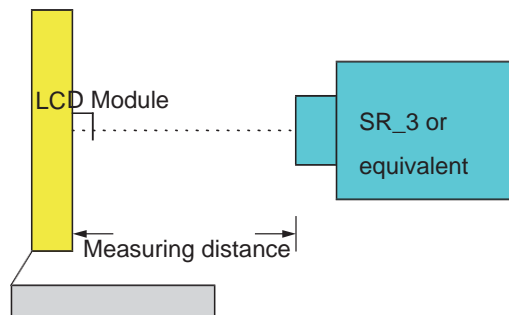 LCD Module
SR_3 or
equivalent
Measuring distance